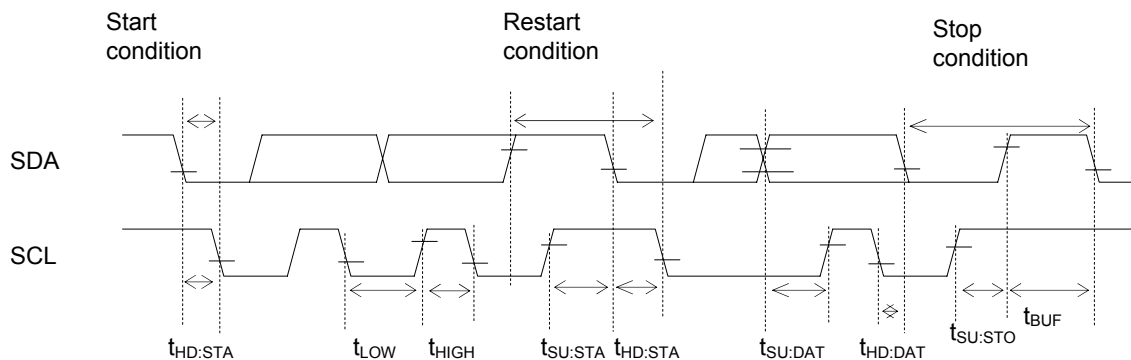 Start
condition
Restart
condition
Stop
condition
SDA
SCL
tHD:STA
tLOW
tHIGH
tSU:STA
tHD:STA
tSU:DAT
tHD:DAT
tSU:STO
tBUF